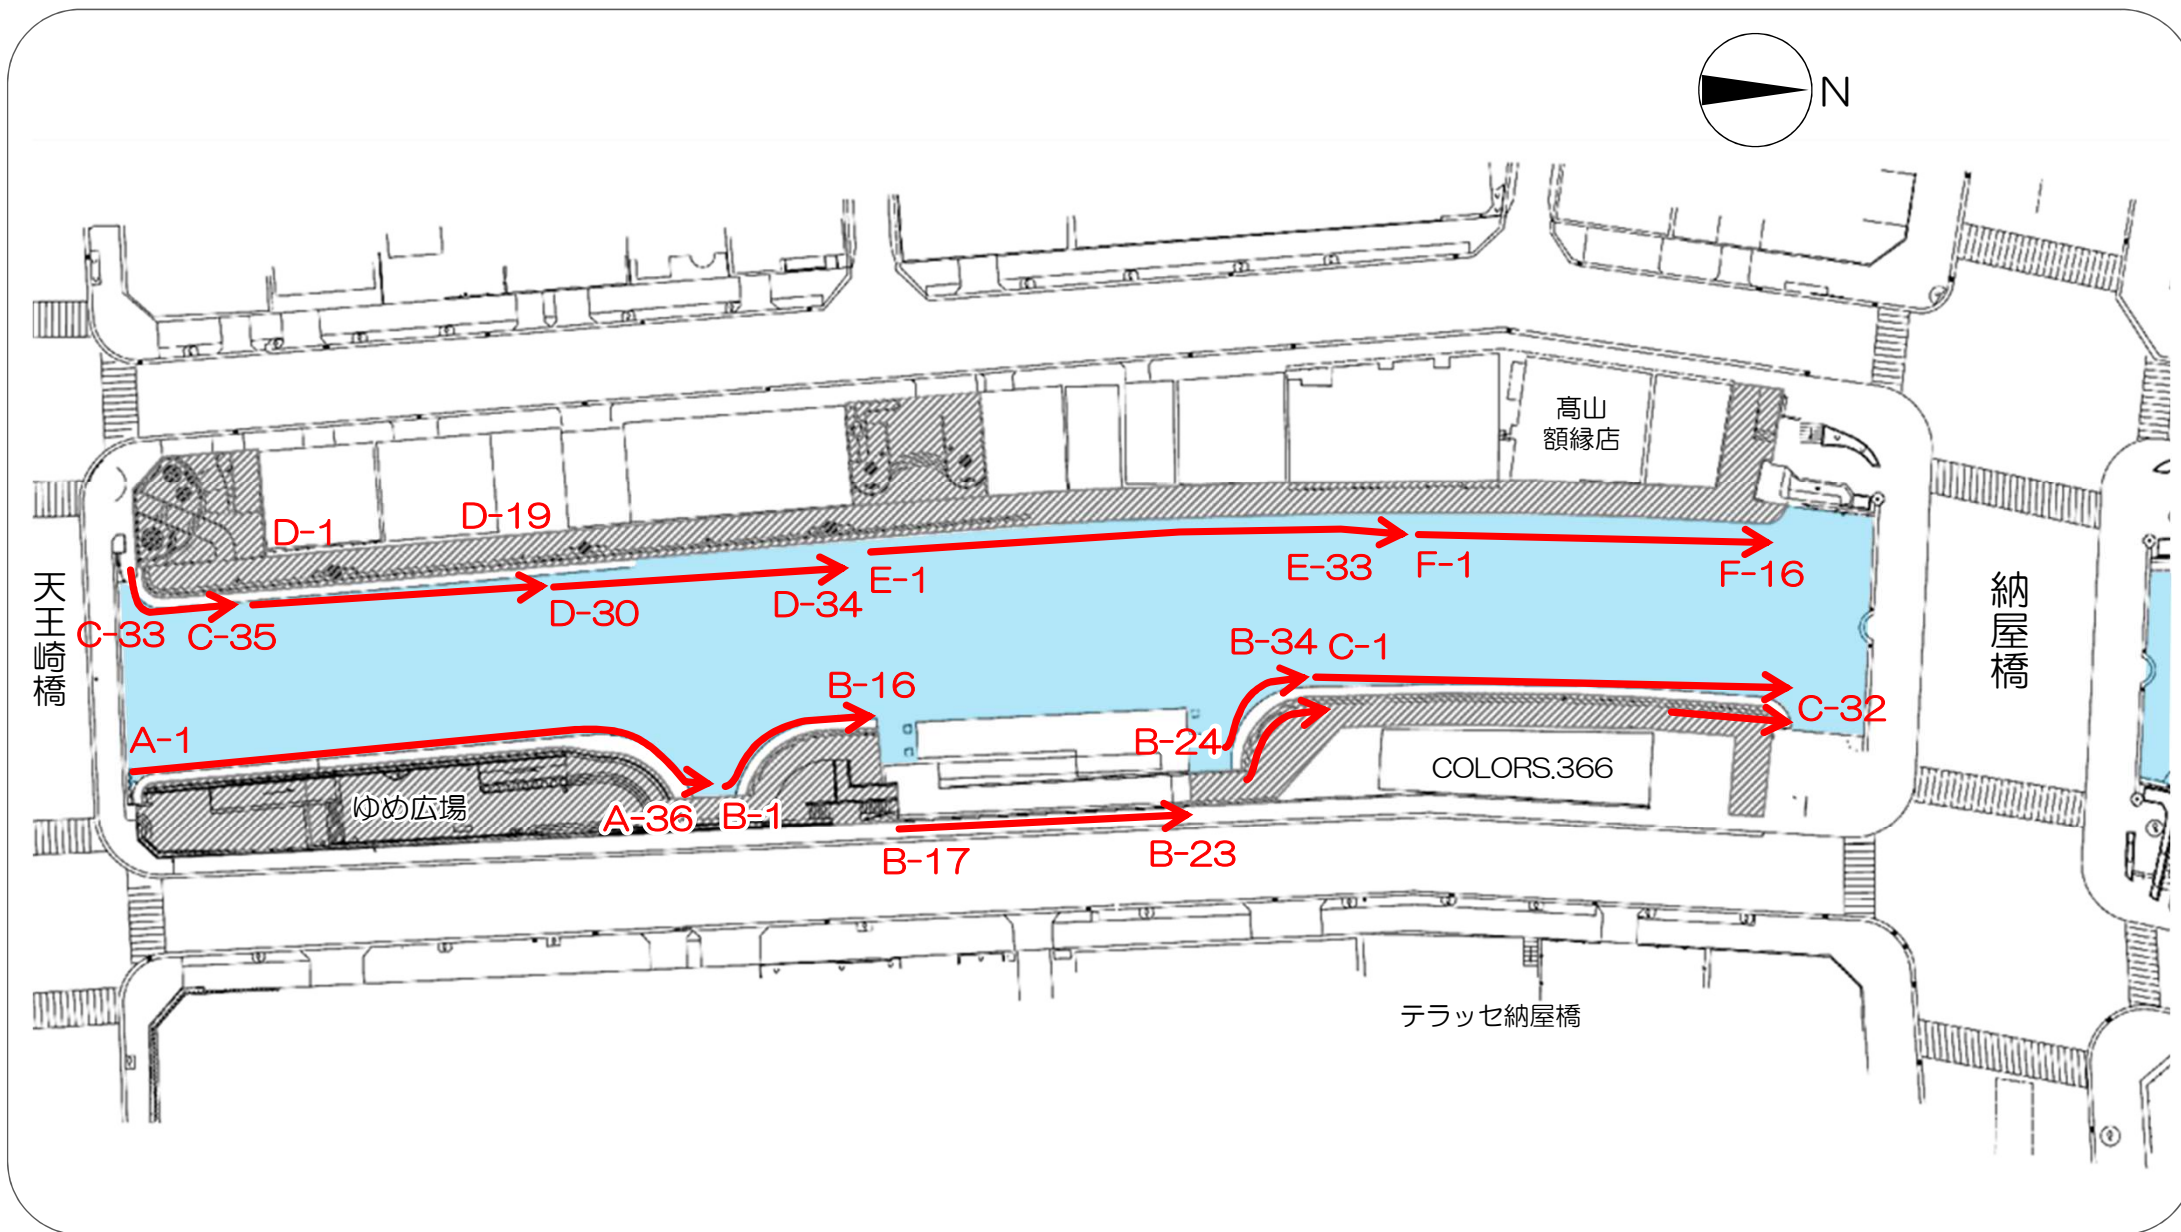 N
髙山
額縁店
D-1
D-19
E-1
E-33
F-1
F-16
D-30
D-34
C-33
C-35
天王崎橋
納屋橋
B-34
C-1
B-16
A-1
B-24
C-32
COLORS.366
ゆめ広場
A-36
B-1
B-17
B-23
テラッセ納屋橋